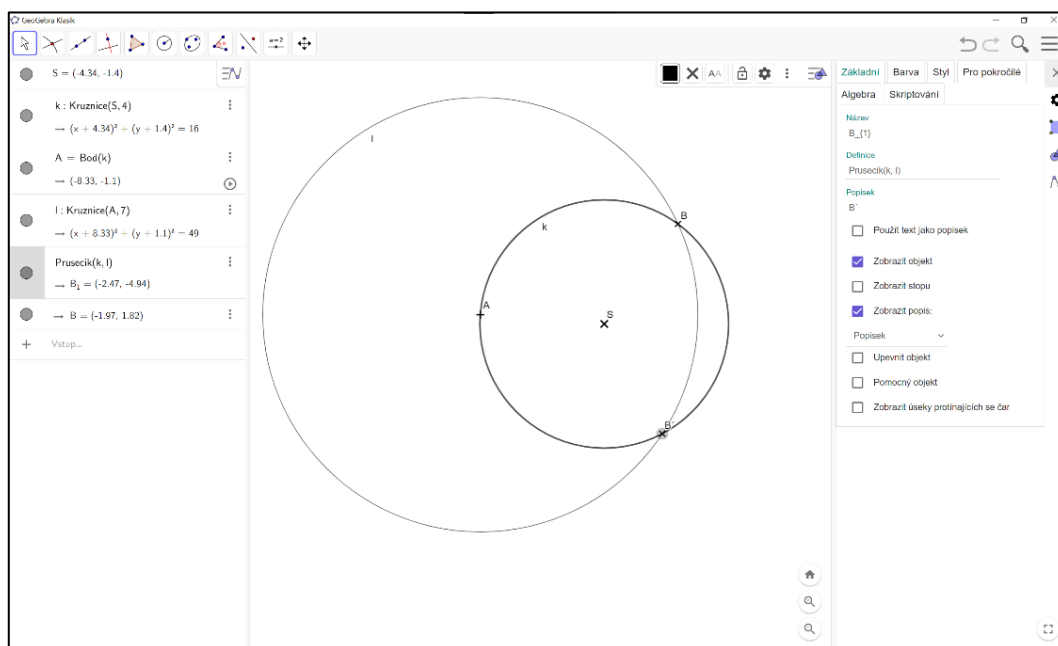 GeoGebra Klasik
a=2
S = (-4.34, -1.4)
k : Kruznice(S, 4)
→ (x + 4.34)² + (y + 1.4)² = 16
A = Bod(k)
→ (-8.33, -1.1)
l : Kruznice(A, 7)
→ (x + 8.33)² + (y + 1.1)² = 49
Prusecik(k, l)
→ B₁ = (-2.47, -4.94)
→ B = (-1.97, 1.82)
+ Vstup...
l
k
B
A
S
B´
AA
Základní Barva Styl Pro pokročilé
Algebra Skriptování
Název
B_{1}
Definice
Prusecik(k, l)
Popisek
B´
Použít text jako popisek
Zobrazit objekt
Zobrazit stopu
Zobrazit popis:
Popisek
Upevnit objekt
Pomocný objekt
Zobrazit úseky protínajících se čar